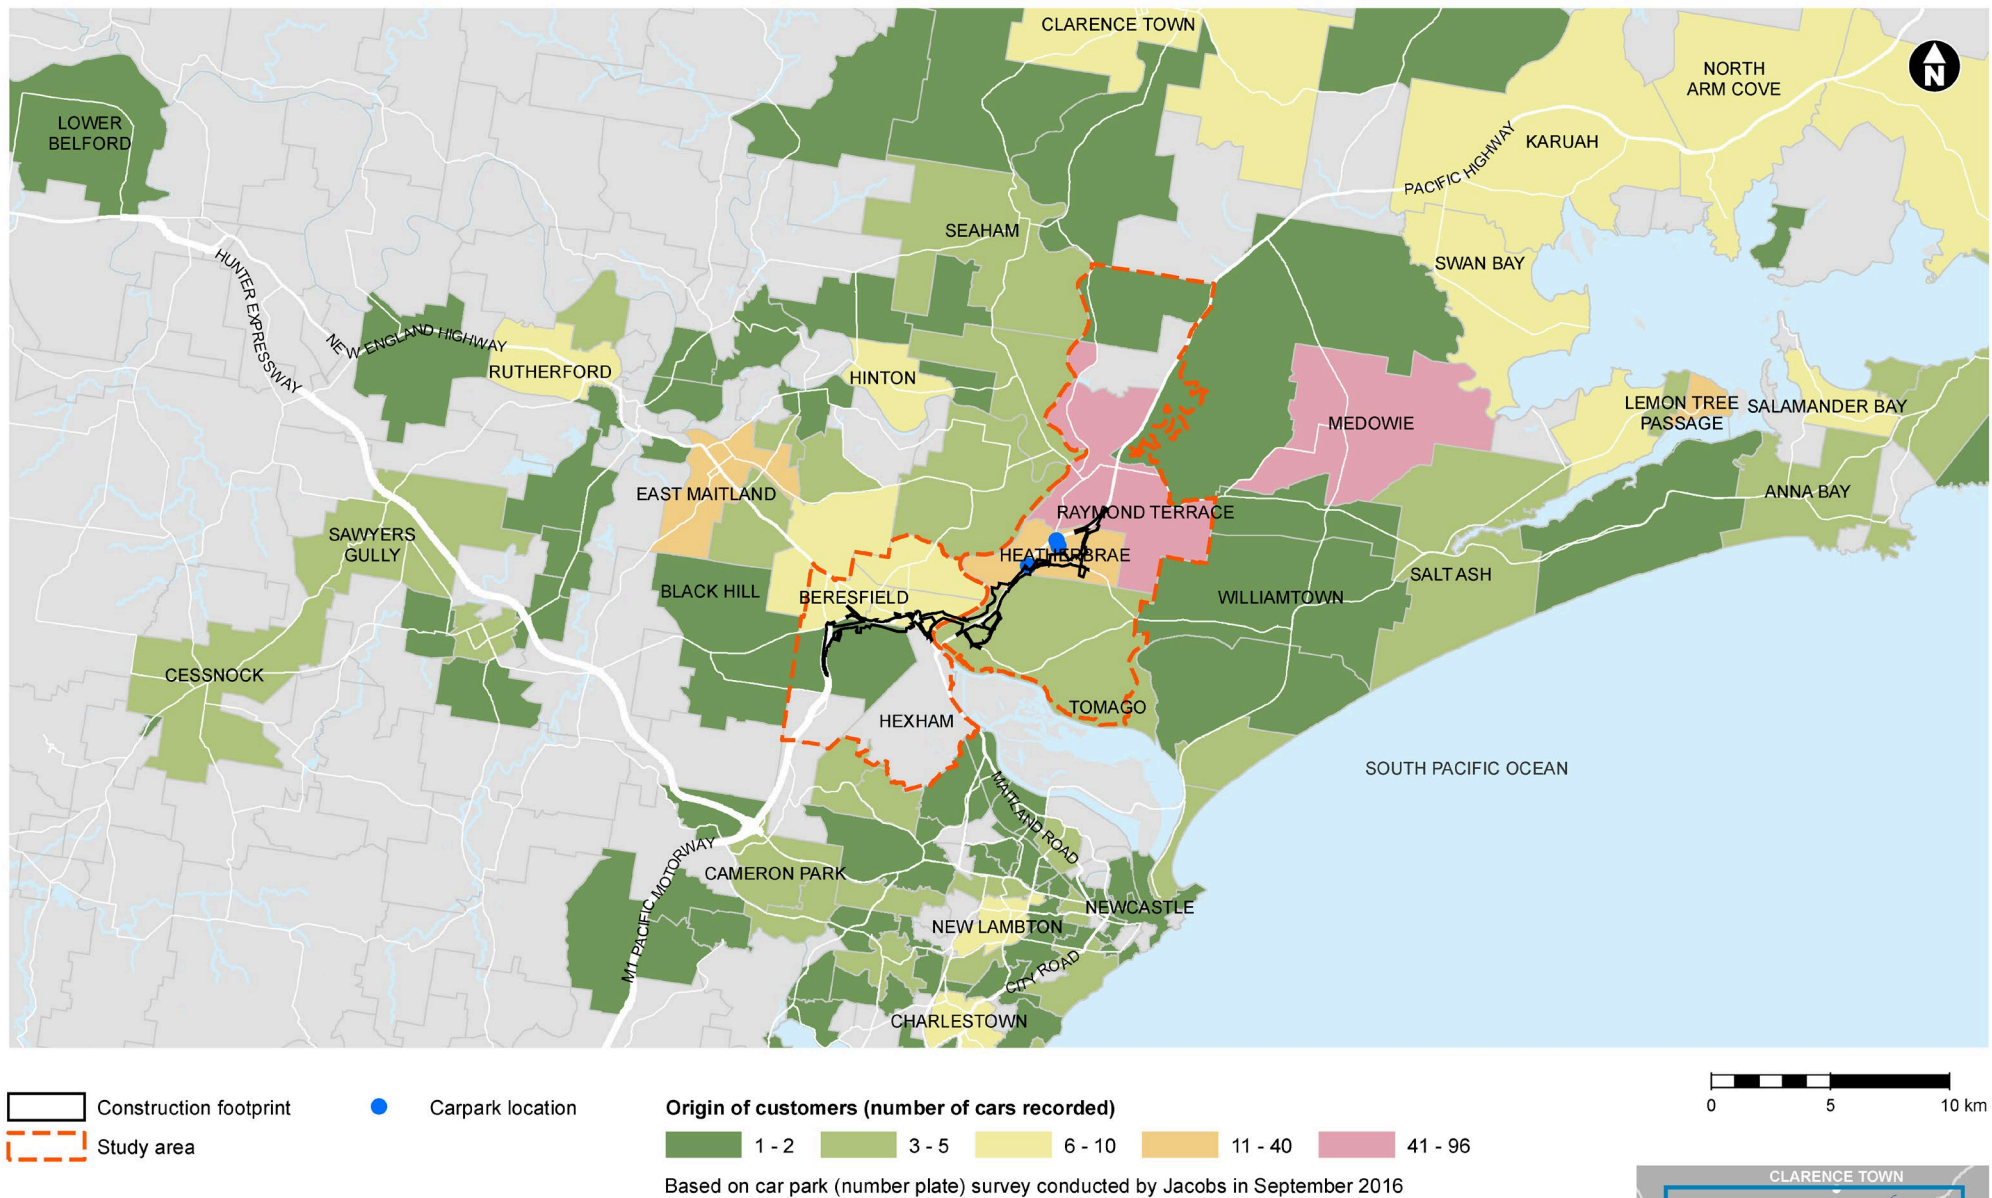 CLARENCE TOWN
NORTH
ARM COVE
N
LOWER
BELFORD
PACIFIC HIGHWAY
KARUAH
SEAHAM
SWAN BAY
HUNTER EXPRESSWAY
NEW ENGLAND HIGHWAY
RUTHERFORD
HINTON
MEDOWIE
LEMON TREE
PASSAGE
SALAMANDER BAY
EAST MAITLAND
ANNA BAY
RAYMOND TERRACE
SAWYERS
GULLY
HEATHERBRAE
SALT ASH
BLACK HILL
BERESFIELD
WILLIAMTOWN
CESSNOCK
TOMAGO
HEXHAM
SOUTH PACIFIC OCEAN
MAITLAND ROAD
M1 PACIFIC MOTORWAY
CAMERON PARK
NEWCASTLE
NEW LAMBTON
CITY ROAD
CHARLESTOWN
Construction footprint
Carpark location
Study area
Origin of customers (number of cars recorded)
1 - 2
3 - 5
6 - 10
11 - 40
41 - 96
Based on car park (number plate) survey conducted by Jacobs in September 2016
0 5 10 km
CLARENCE TOWN